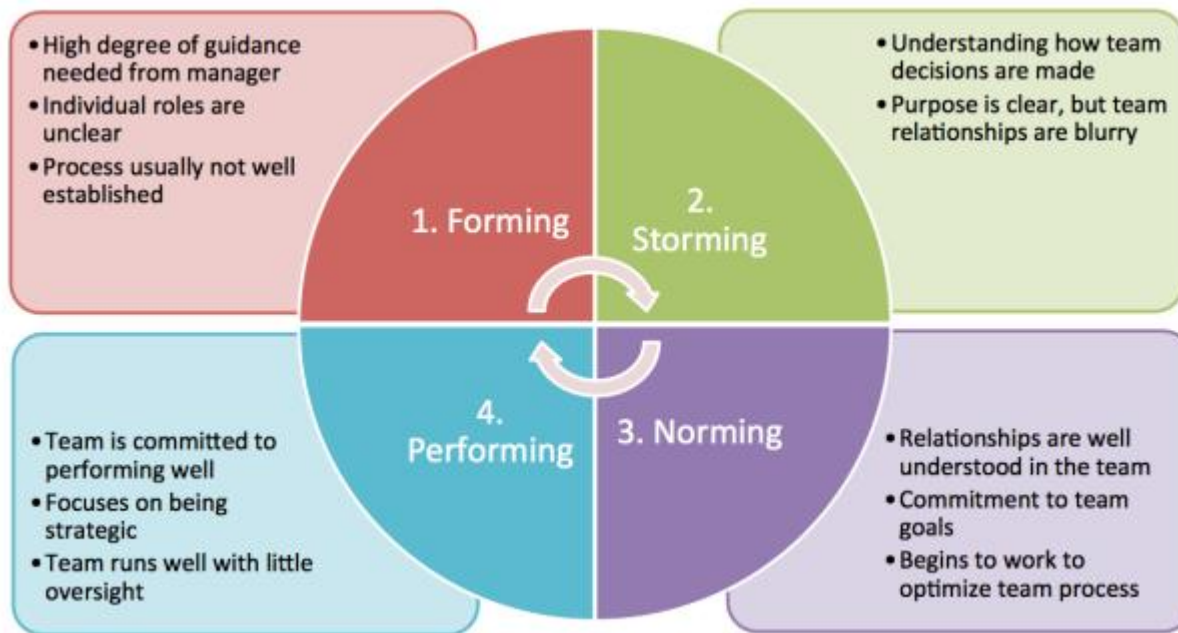 • High degree of guidance
needed from manager
• Individual roles are
unclear
• Process usually not well
established
1. Forming
• Understanding how team
decisions are made
• Purpose is clear, but team
relationships are blurry
2.
Storming
• Relationships are well
understood in the team
• Commitment to team
goals
• Begins to work to
optimize team process
3. Norming
• Team is committed to
performing well
• Focuses on being
strategic
• Team runs well with little
oversight
4.
Performing